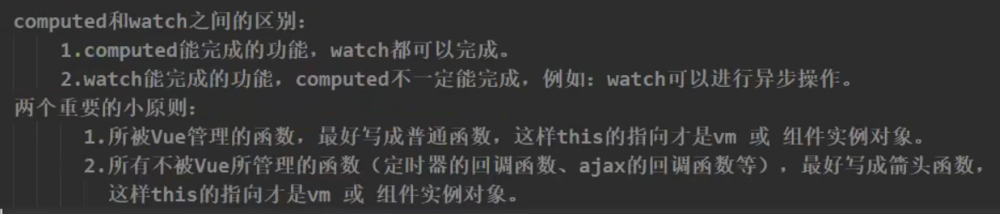 computed和watch之间的区别：
1.computed能完成的功能，watch都可以完成。
2.watch能完成的功能，computed不一定能完成，例如：watch可以进行异步操作。
两个重要的小原则：
1.所被Vue管理的函数，最好写成普通函数，这样this的指向才是vm 或 组件实例对象。
2.所有不被Vue所管理的函数（定时器的回调函数、ajax的回调函数等），最好写成箭头函数，
这样this的指向才是vm 或 组件实例对象。